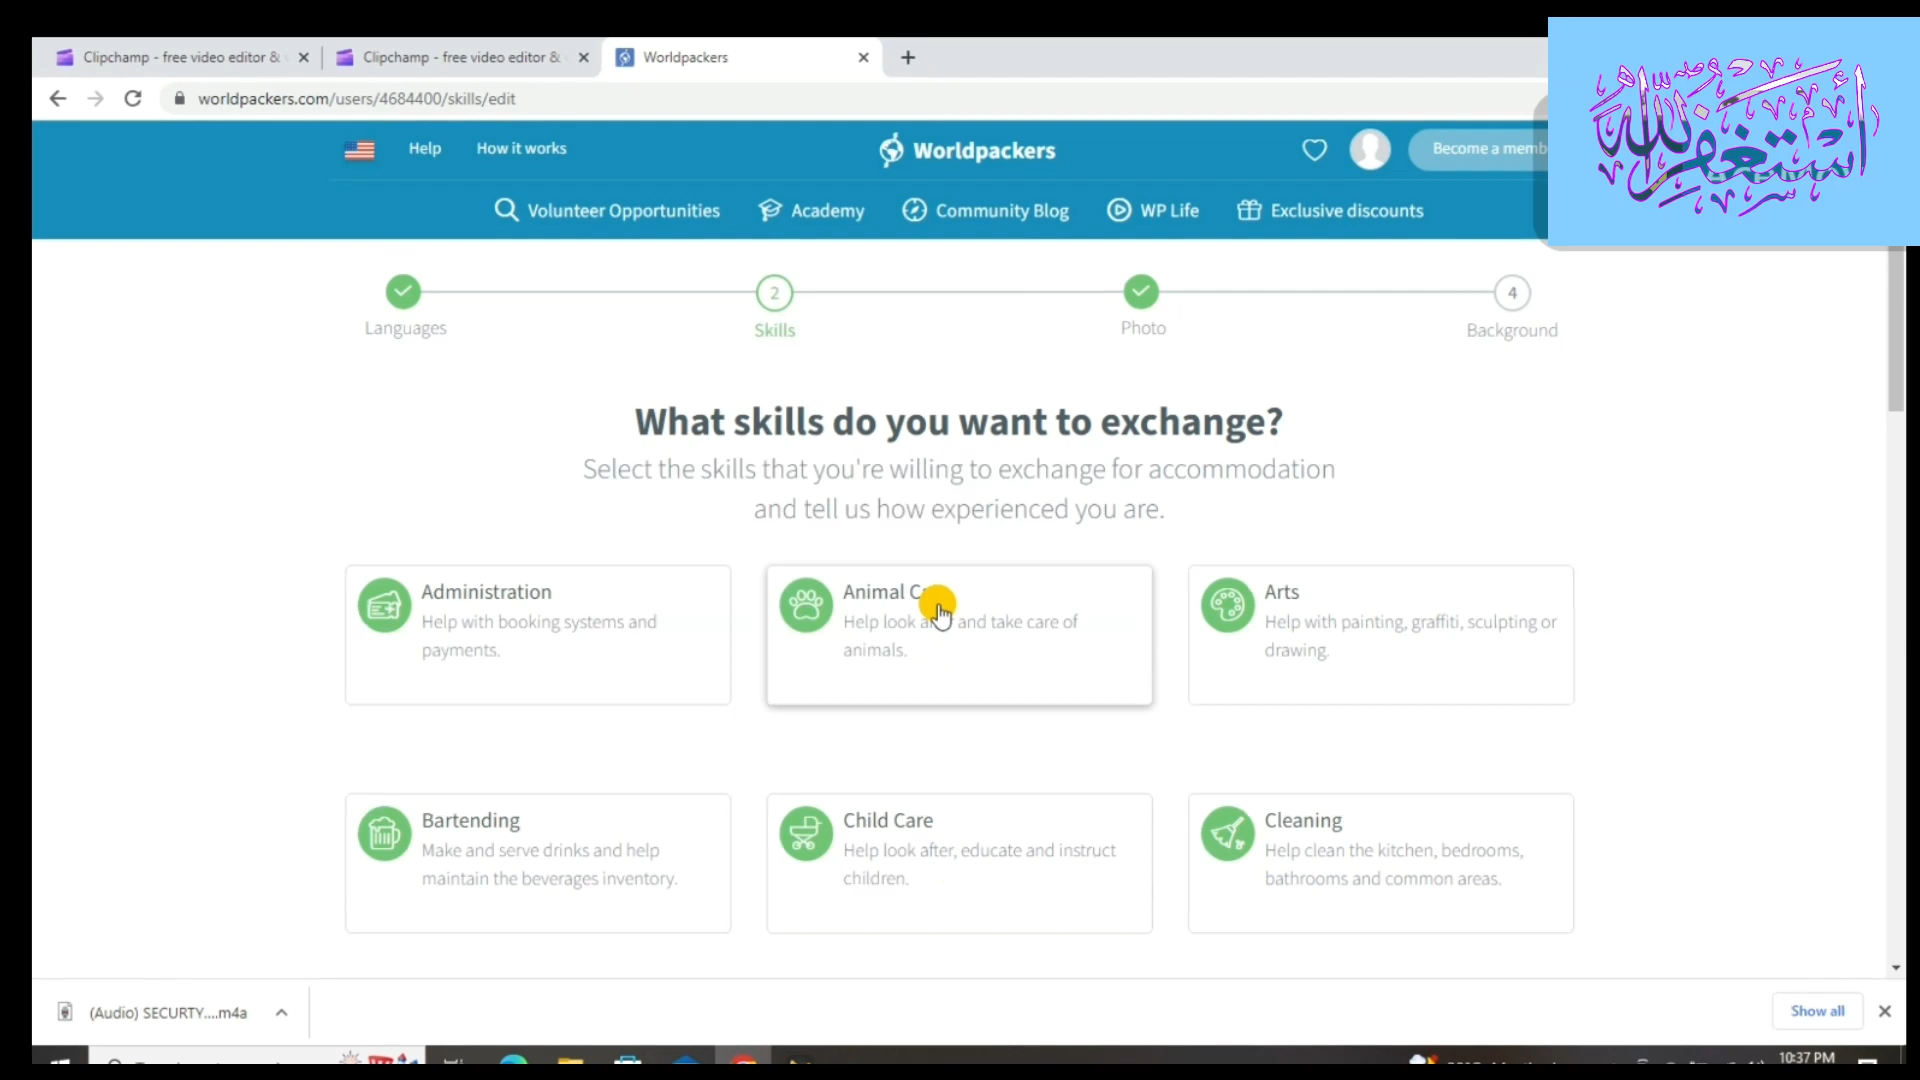 Clipchamp - free video editor &
Clipchamp - free video editor &
Worldpackers
worldpackers.com/users/4684400/skills/edit
Help
How it works
Worldpackers
Become a memb
أستغفر الله
Volunteer Opportunities
Academy
Community Blog
WP Life
Exclusive discounts
2
4
Languages
Skills
Photo
Background
What skills do you want to exchange?
Select the skills that you're willing to exchange for accommodation
and tell us how experienced you are.
Administration
Help with booking systems and
payments.
Animal C
Help look and take care of
animals.
Arts
Help with painting, graffiti, sculpting or
drawing.
Bartending
Make and serve drinks and help
maintain the beverages inventory.
Child Care
Help look after, educate and instruct
children.
Cleaning
Help clean the kitchen, bedrooms,
bathrooms and common areas.
(Audio) SECURTY....m4a
Show all
10:37 PM